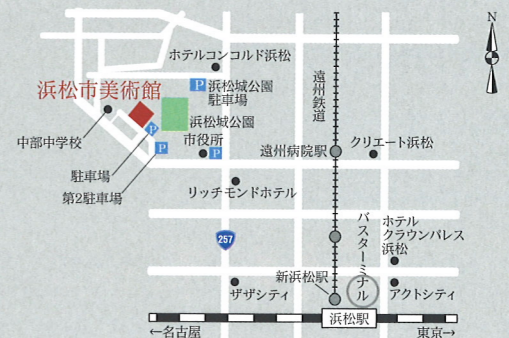 N
ホテルコンコルド浜松
浜松市美術館
P
浜松城公園
駐車場
遠州鉄道
浜松城公園
中部中学校
P
市役所
P
P
遠州病院駅
クリエート浜松
駐車場
第2駐車場
リッチモンドホテル
257
バスターミナル
ホテル
クラウンパレス
浜松
新浜松駅
ザザシティ
アクトシティ
←名古屋
浜松駅
東京→